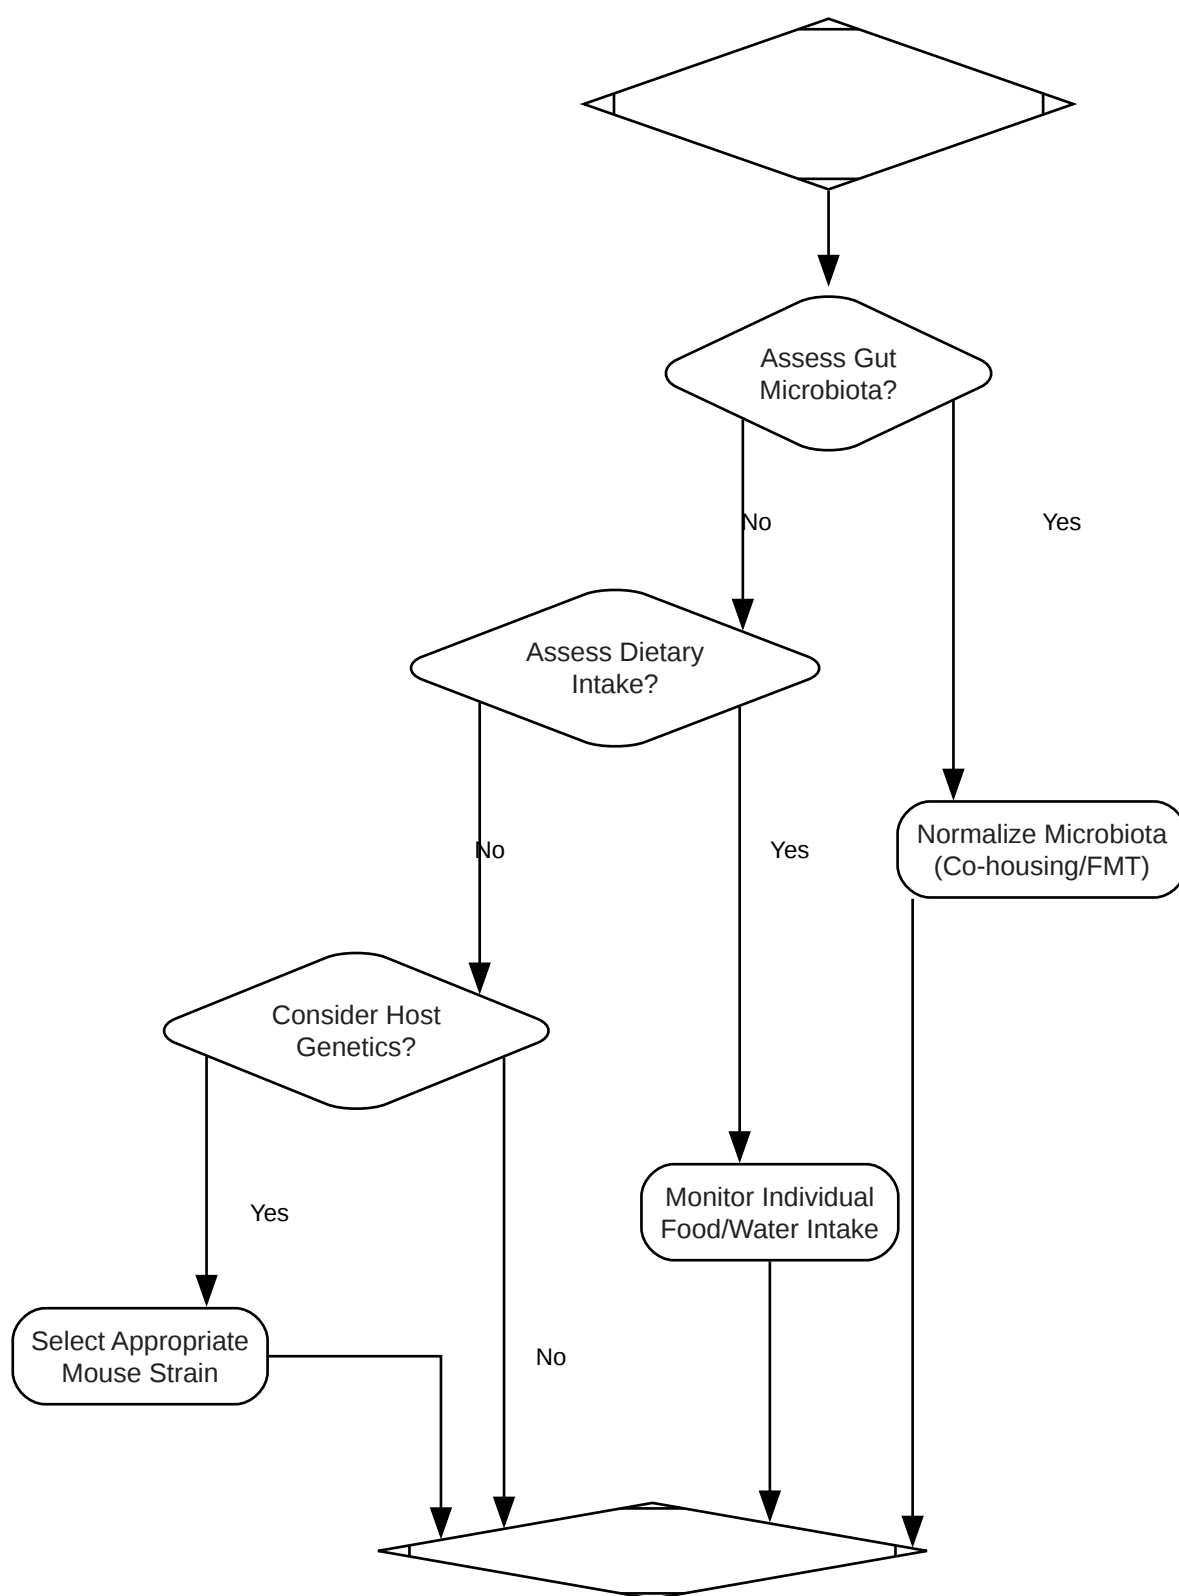 Assess Gut
Microbiota?
No
Yes
Assess Dietary
Intake?
No
Yes
Normalize Microbiota
(Co-housing/FMT)
Consider Host
Genetics?
Yes
Monitor Individual
Food/Water Intake
Select Appropriate
Mouse Strain
No